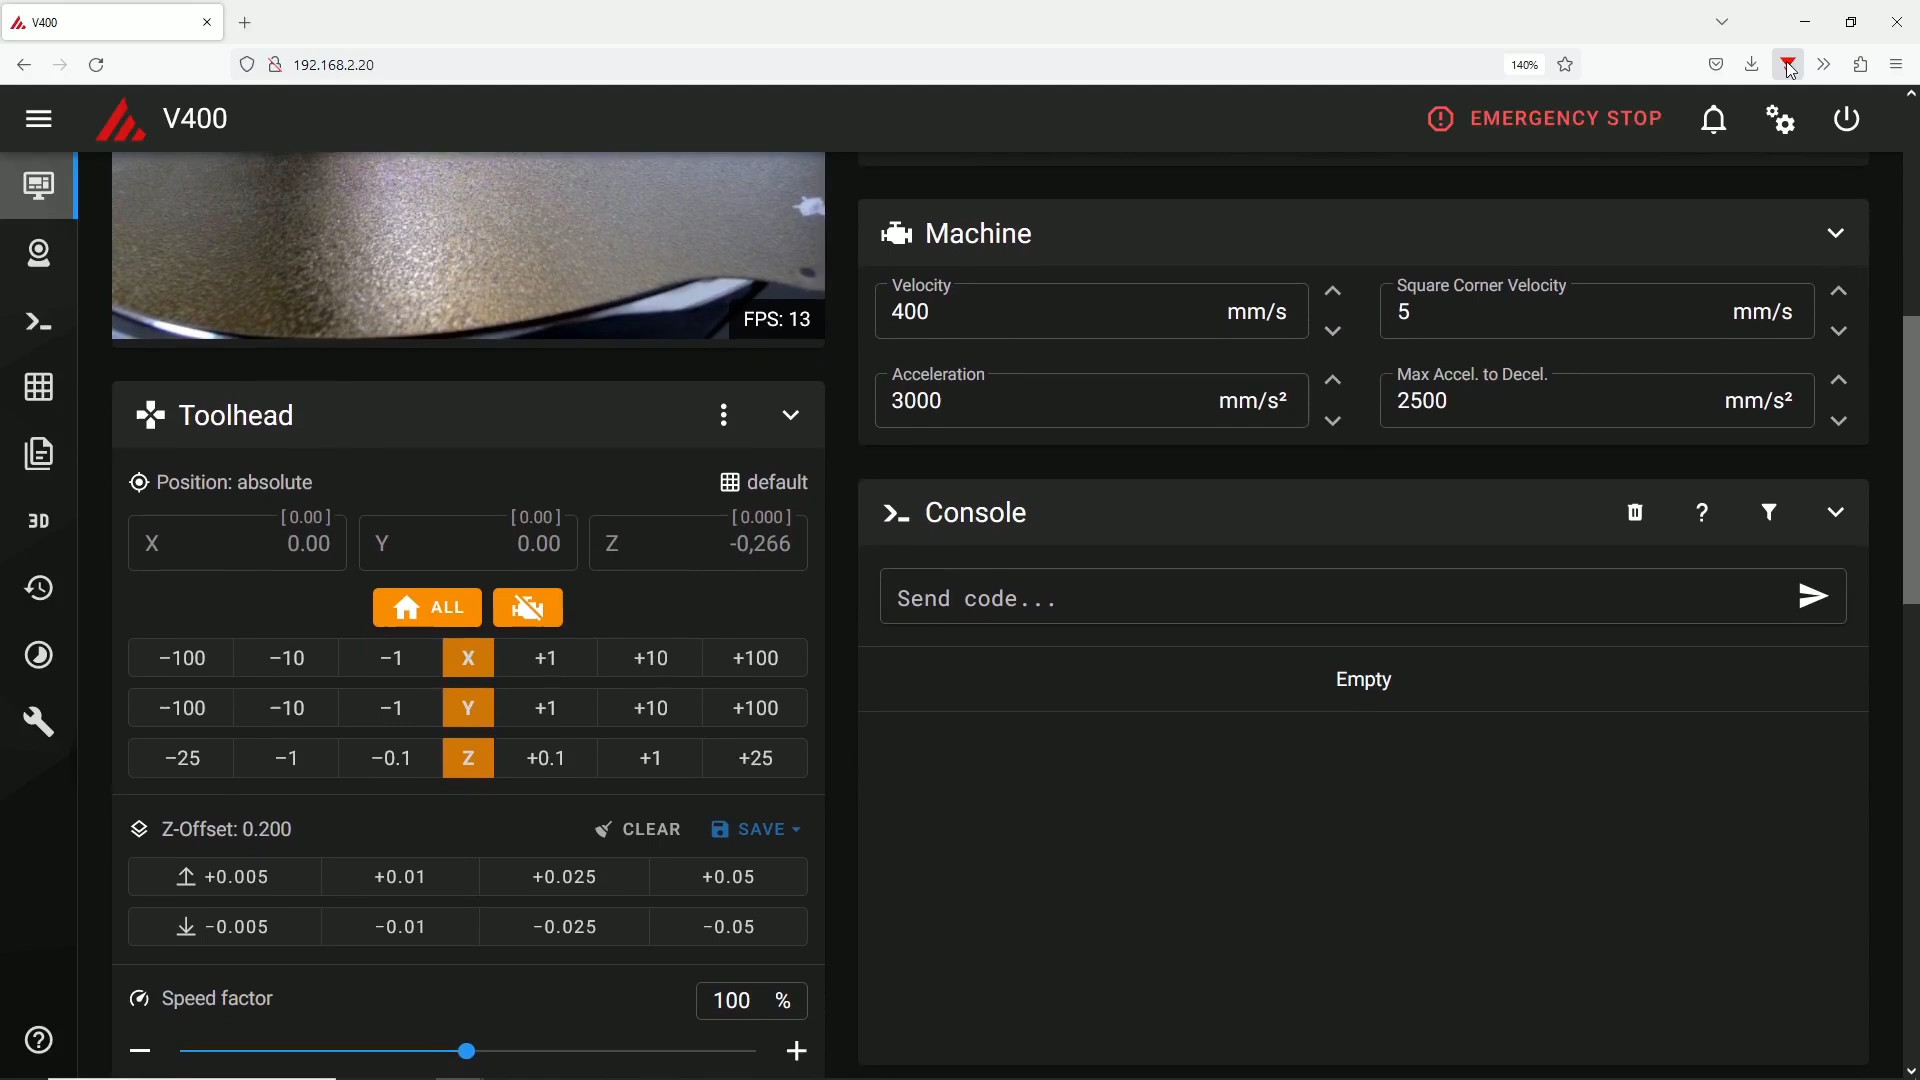 V400
192.168.2.20
140%
V400
EMERGENCY STOP
FPS: 13
Machine
Velocity
400 mm/s
Square Corner Velocity
5 mm/s
Acceleration
3000 mm/s²
Max Accel. to Decel.
2500 mm/s²
3D
Toolhead
Position: absolute
default
X [ 0.00 ] 0.00
Y [ 0.00 ] 0.00
Z [ 0.000 ] -0,266
ALL
−100 −10 −1 X +1 +10 +100
−100 −10 −1 Y +1 +10 +100
−25 −1 −0.1 Z +0.1 +1 +25
Z-Offset: 0.200
CLEAR
SAVE
+0.005 +0.01 +0.025 +0.05
−0.005 −0.01 −0.025 −0.05
Speed factor
100 %
Console
?
Send code...
Empty